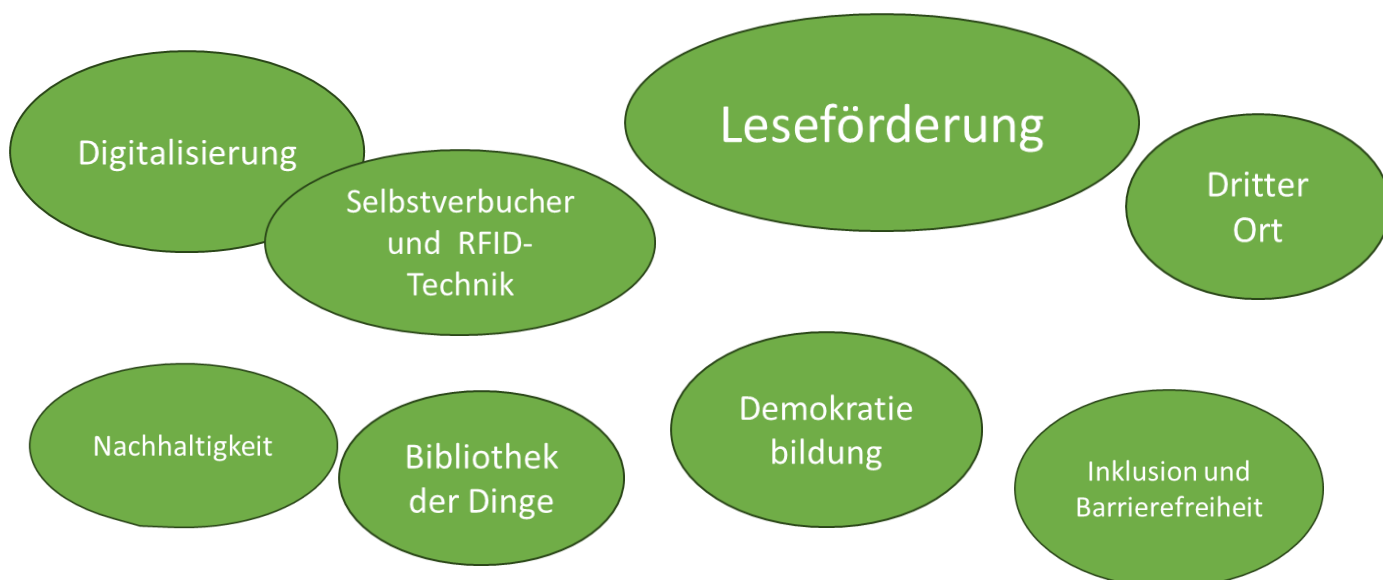 Digitalisierung
Selbstverbucher
und RFID-
Technik
Leseförderung
Dritter
Ort
Nachhaltigkeit
Bibliothek
der Dinge
Demokratie
bildung
Inklusion und
Barrierefreiheit